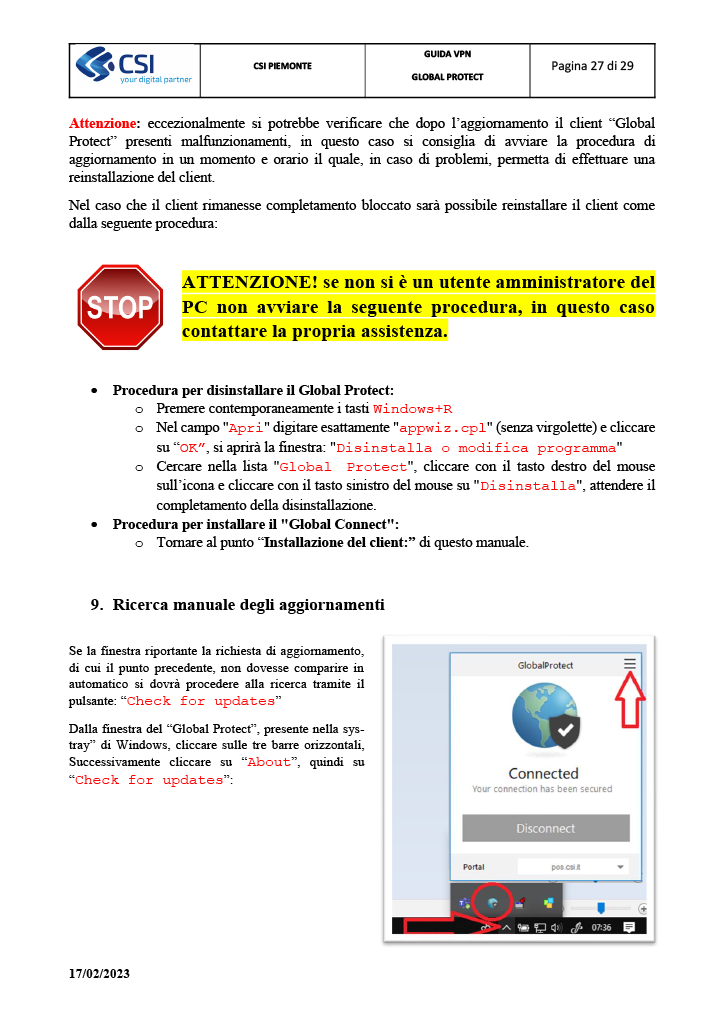 CSI
your digital partner
CSI PIEMONTE
GUIDA VPN
GLOBAL PROTECT
Pagina 27 di 29
Attenzione: eccezionalmente si potrebbe verificare che dopo l’aggiornamento il client “Global
Protect” presenti malfunzionamenti, in questo caso si consiglia di avviare la procedura di
aggiornamento in un momento e orario il quale, in caso di problemi, permetta di effettuare una
reinstallazione del client.
Nel caso che il client rimanesse completamento bloccato sarà possibile reinstallare il client come
dalla seguente procedura:
STOP
ATTENZIONE! se non si è un utente amministratore del
PC non avviare la seguente procedura, in questo caso
contattare la propria assistenza.
• Procedura per disinstallare il Global Protect:
o Premere contemporaneamente i tasti Windows+R
o Nel campo "Apri" digitare esattamente "appwiz.cpl" (senza virgolette) e cliccare
su “OK”, si aprirà la finestra: "Disinstalla o modifica programma"
o Cercare nella lista "Global Protect", cliccare con il tasto destro del mouse
sull’icona e cliccare con il tasto sinistro del mouse su "Disinstalla", attendere il
completamento della disinstallazione.
• Procedura per installare il "Global Connect":
o Tornare al punto “Installazione del client:” di questo manuale.
9. Ricerca manuale degli aggiornamenti
Se la finestra riportante la richiesta di aggiornamento,
di cui il punto precedente, non dovesse comparire in
automatico si dovrà procedere alla ricerca tramite il
pulsante: “Check for updates”
Dalla finestra del “Global Protect”, presente nella sys-
tray” di Windows, cliccare sulle tre barre orizzontali,
Successivamente cliccare su “About”, quindi su
“Check for updates”:
GlobalProtect
Connected
Your connection has been secured
Disconnect
Portal
pos.csi.it
07:36
17/02/2023